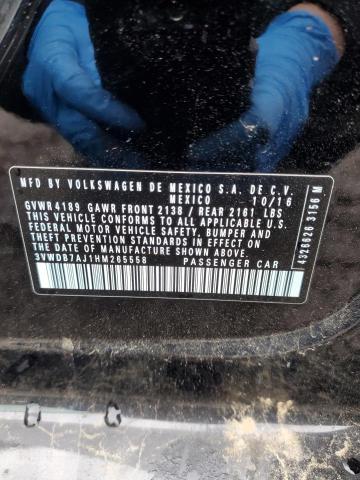 MFD BY VOLKSWAGEN DE MEXICO S.A. DE C.V.
MEXICO 10/16
GVWR 4189 GAWR FRONT 2138 / REAR 2161 LBS
THIS VEHICLE CONFORMS TO ALL APPLICABLE U.S.
FEDERAL MOTOR VEHICLE SAFETY, BUMPER AND
THEFT PREVENTION STANDARDS IN EFFECT ON THE
DATE OF MANUFACTURE SHOWN ABOVE
3VWDB7AJ1HM265558 PASSENGER CAR
4326626 3156 M